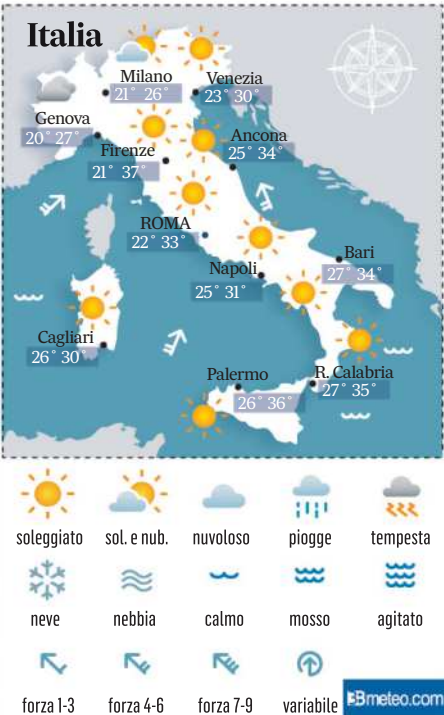 Italia
Milano
21° 26°
Venezia
23° 30°
Genova
20° 27°
Firenze
21° 37°
Ancona
25° 34°
ROMA
22° 33°
Napoli
25° 31°
Bari
27° 34°
Cagliari
26° 30°
Palermo
26° 36°
R. Calabria
27° 35°
soleggiato sol. e nub. nuvoloso piogge tempesta
neve nebbia calmo mosso agitato
forza 1-3 forza 4-6 forza 7-9 variabile
3Bmeteo.com